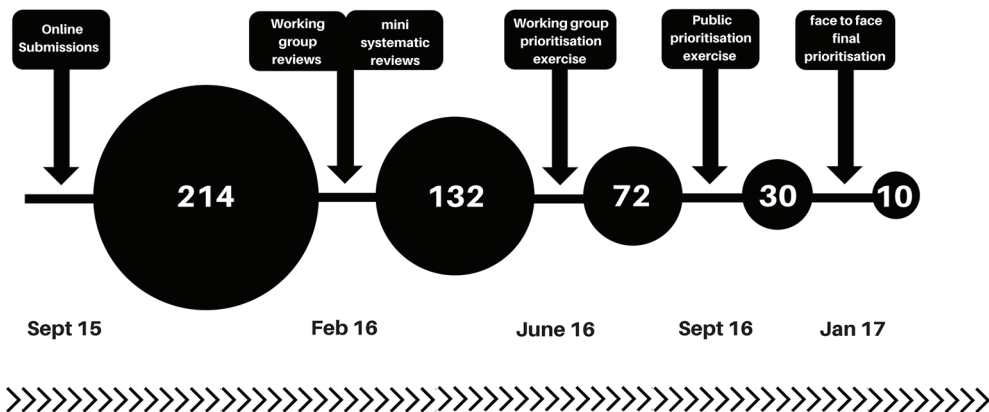 Online
Submissions
Working
group
reviews
mini
systematic
reviews
Working group
prioritisation
exercise
Public
prioritisation
exercise
face to face
final
prioritisation
214
132
72
30
10
Sept 15
Feb 16
June 16
Sept 16
Jan 17